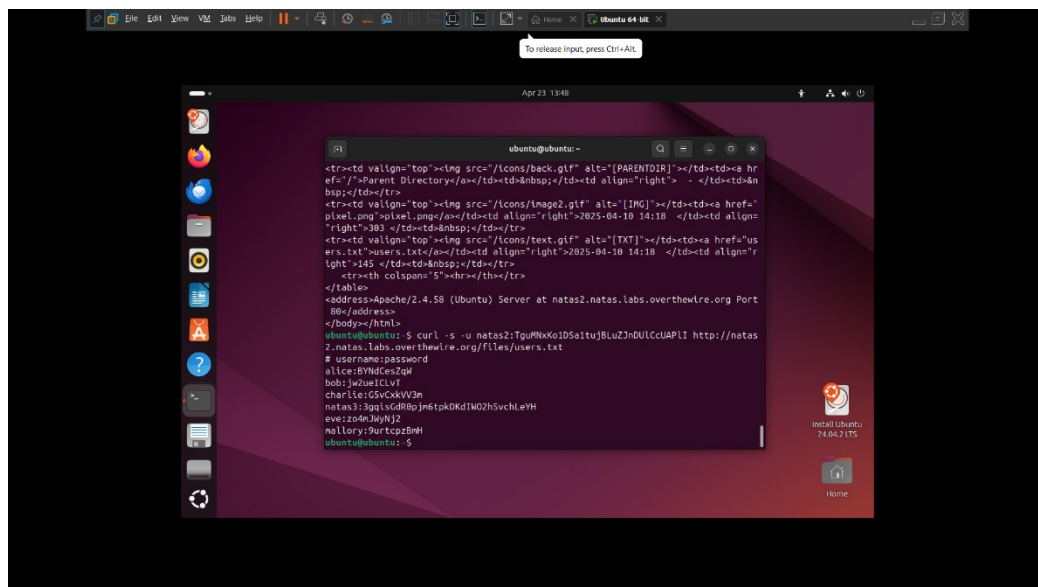 File Edit View VM Tabs Help
Home
Ubuntu 64-bit
To release input, press Ctrl+Alt.
Apr 23 13:48
ubuntu@ubuntu: ~
<tr><td valign="top"><img src="/icons/back.gif" alt="[PARENTDIR]"></td><td><a hr
ef="/">Parent Directory</a></td><td>&nbsp;</td><td align="right">  - </td><td>&n
bsp;</td></tr>
<tr><td valign="top"><img src="/icons/image2.gif" alt="[IMG]"></td><td><a href="
pixel.png">pixel.png</a></td><td align="right">2025-04-10 14:18  </td><td align=
"right">303 </td><td>&nbsp;</td></tr>
<tr><td valign="top"><img src="/icons/text.gif" alt="[TXT]"></td><td><a href="us
ers.txt">users.txt</a></td><td align="right">2025-04-10 14:18  </td><td align="r
ight">145 </td><td>&nbsp;</td></tr>
   <tr><th colspan="5"><hr></th></tr>
</table>
<address>Apache/2.4.58 (Ubuntu) Server at natas2.natas.labs.overthewire.org Port
 80</address>
</body></html>
ubuntu@ubuntu:~$ curl -s -u natas2:TguMNxKo1DSa1tujBLuZJnDUlCcUAPlI http://natas
2.natas.labs.overthewire.org/files/users.txt
# username:password
alice:BYNdCesZqW
bob:jw2ueICLvT
charlie:G5vCxkVV3m
natas3:3gqisGdR0pjm6tpkDKdIWO2hSvchLeYH
eve:zo4mJWyNj2
mallory:9urtcpzBmH
ubuntu@ubuntu:~$
Install Ubuntu
24.04.2 LTS
Home